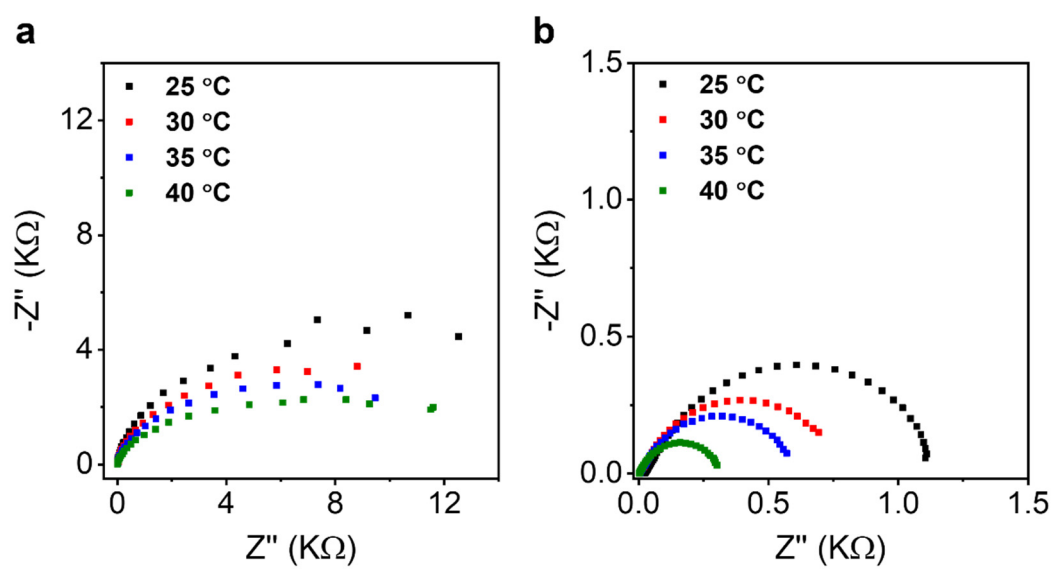 a
25 °C
30 °C
35 °C
40 °C
12
8
4
0
-Z" (KΩ)
0 4 8 12
Z" (KΩ)
b
25 °C
30 °C
35 °C
40 °C
1.5
1.0
0.5
0.0
-Z" (KΩ)
0.0 0.5 1.0 1.5
Z" (KΩ)